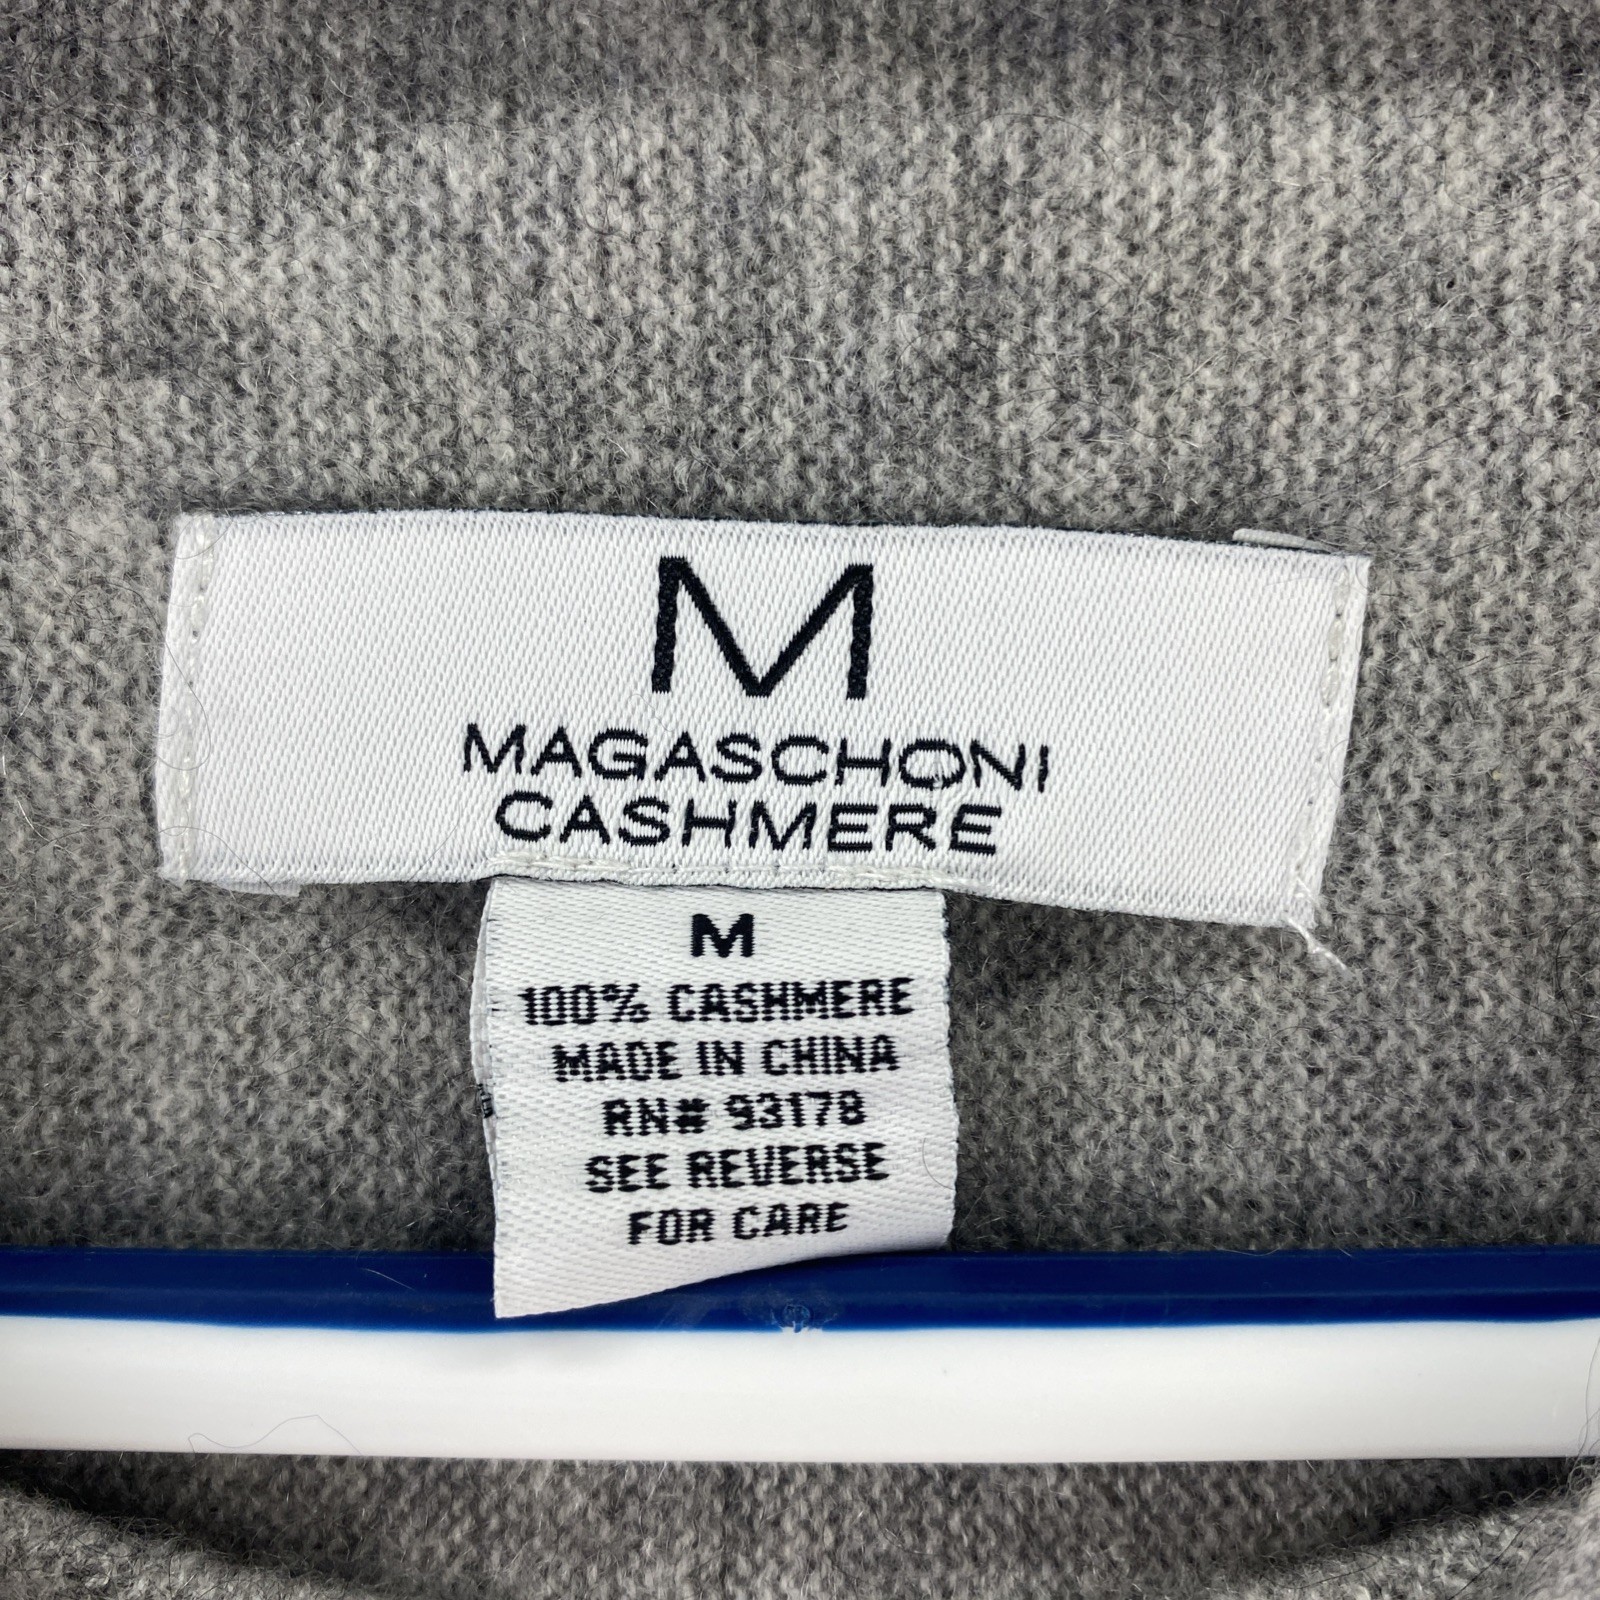 M
MAGASCHONI
CASHMERE
M
100% CASHMERE
MADE IN CHINA
RN# 93178
SEE REVERSE
FOR CARE